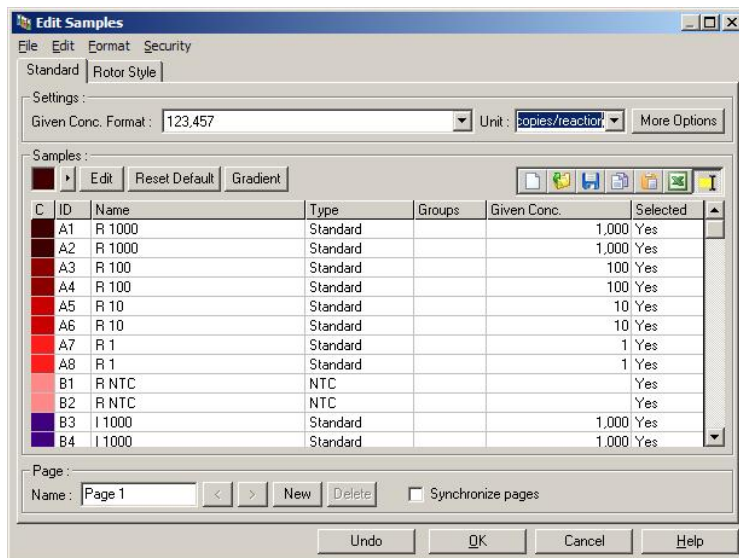 Edit Samples
File Edit Format Security
Standard Rotor Style
Settings :
Given Conc. Format : 123,457 Unit : copies/reaction More Options
Samples :
Edit Reset Default Gradient
C ID Name Type Groups Given Conc. Selected
A1 R 1000 Standard 1,000 Yes
A2 R 1000 Standard 1,000 Yes
A3 R 100 Standard 100 Yes
A4 R 100 Standard 100 Yes
A5 R 10 Standard 10 Yes
A6 R 10 Standard 10 Yes
A7 R 1 Standard 1 Yes
A8 R 1 Standard 1 Yes
B1 R NTC NTC Yes
B2 R NTC NTC Yes
B3 I 1000 Standard 1,000 Yes
B4 I 1000 Standard 1,000 Yes
Page :
Name : Page 1 < > New Delete Synchronize pages
Undo OK Cancel Help